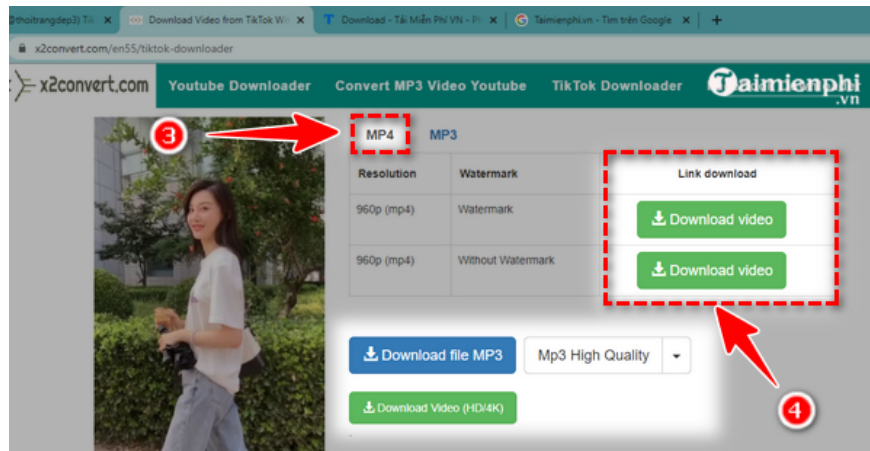 @thoitrangdep3) Tik
Download Video from TikTok Wi
Download - Tải Miễn Phí VN - Ph
Taimienphi.vn - Tìm trên Google
x2convert.com/en55/tiktok-downloader
x2convert.com
Youtube Downloader
Convert MP3 Video Youtube
TikTok Downloader
Taimienphi
.vn
3
MP4
MP3
Resolution
Watermark
Link download
960p (mp4)
Watermark
Download video
960p (mp4)
Without Watermark
Download video
Download file MP3
Mp3 High Quality
Download Video (HD/4K)
4